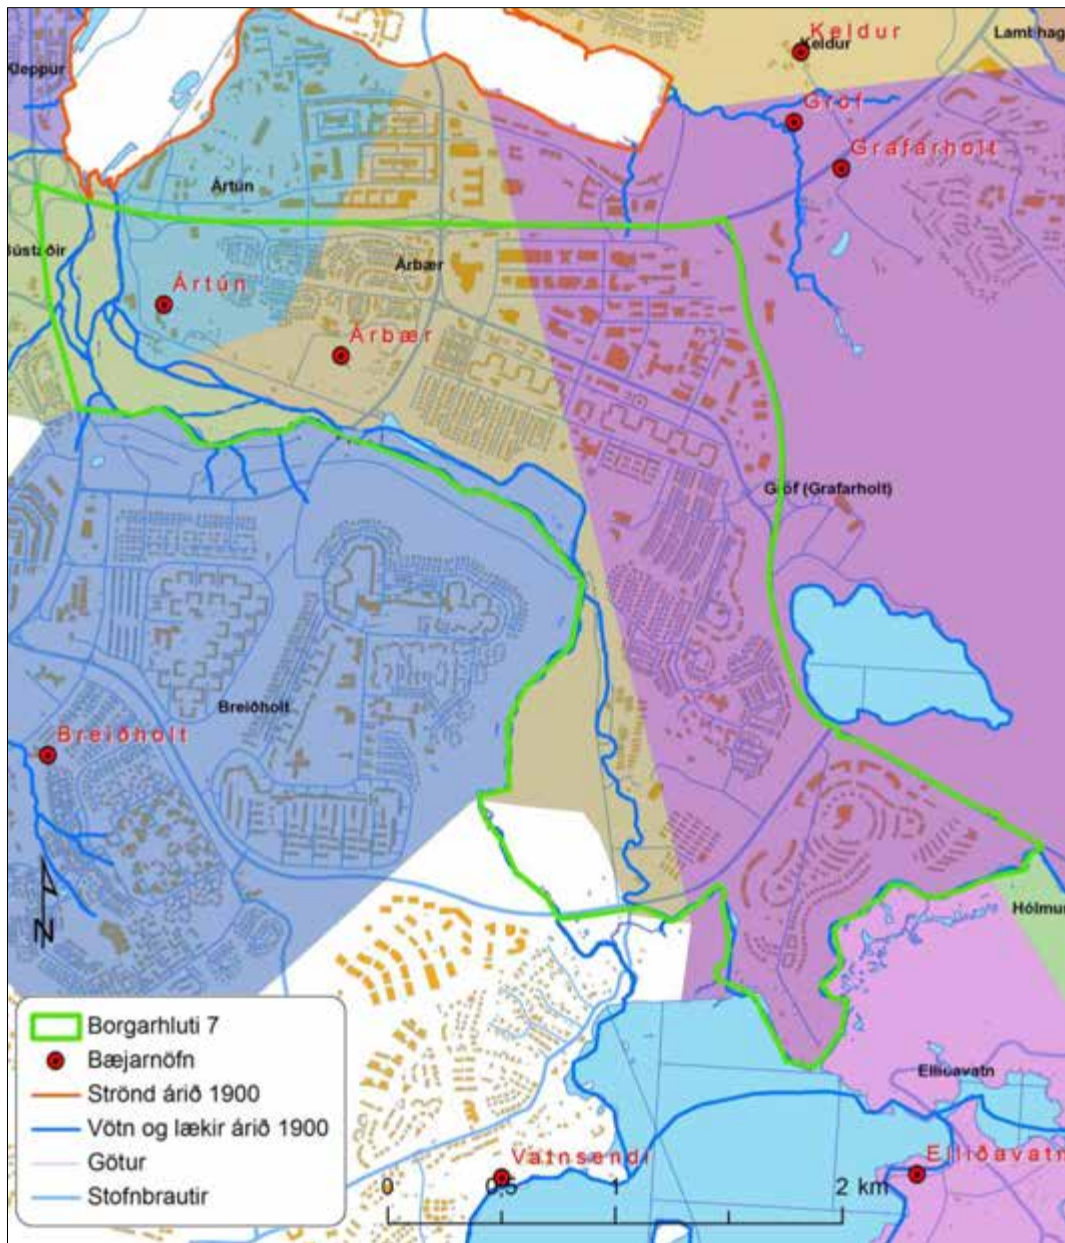 Keldur
Keldur
Kleppur
Gröf
Grafarholt
Ártún
Árbær
Ártún
Árbær
Gröf (Grafarholt)
Breiðholt
Breiðholt
Hólmur
N
Borgarhluti 7
Bæjarnöfn
Strönd árið 1900
Vötn og lækir árið 1900
Götur
Stofnbrautir
Elliðavatn
Vatnsendi
Elliðavatn
0 0,5 1 2 km